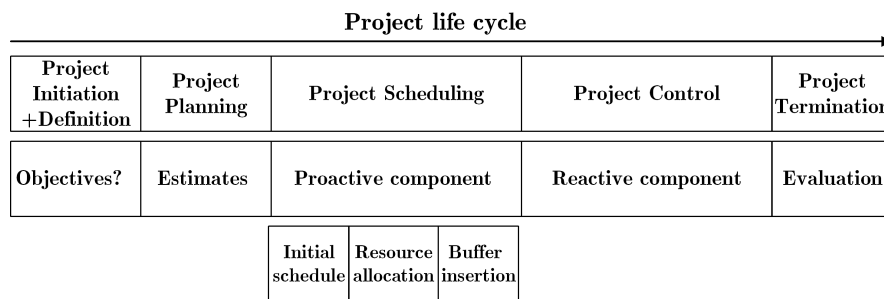 Project life cycle
Project
Initiation
+Definition
Project
Planning
Project Scheduling
Project Control
Project
Termination
Objectives?
Estimates
Proactive component
Reactive component
Evaluation
Initial
schedule
Resource
allocation
Buffer
insertion